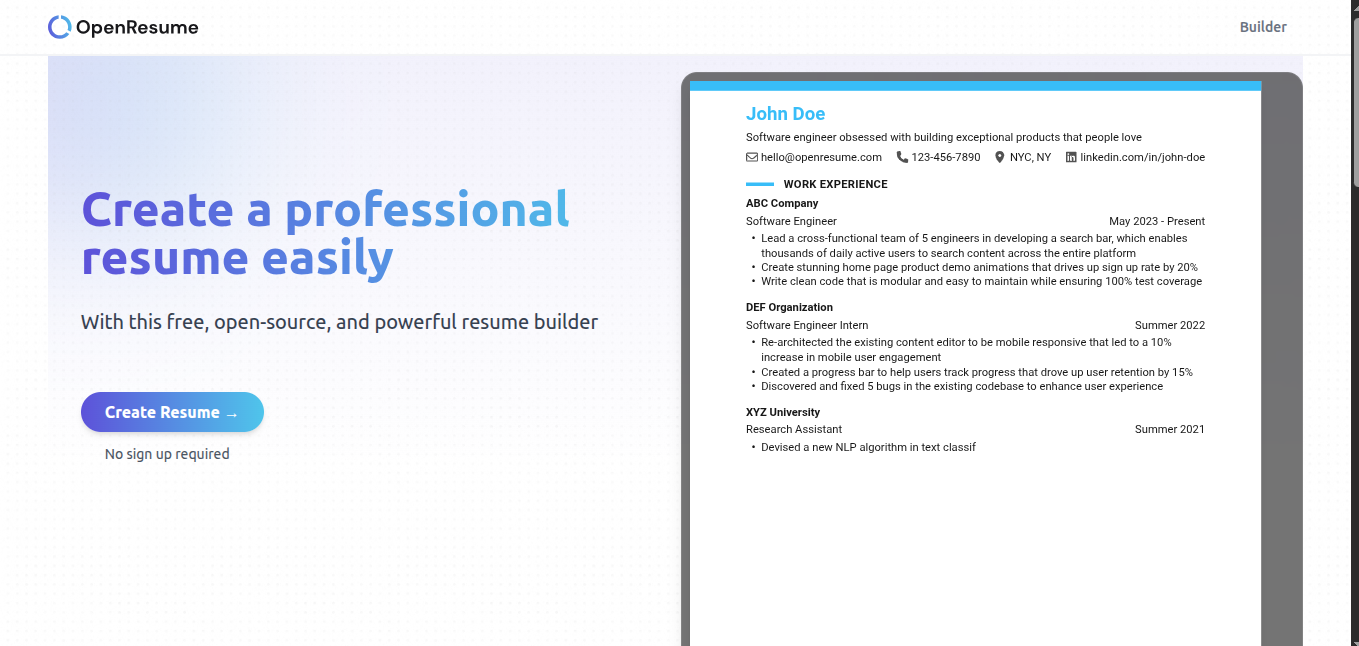 OpenResume
Builder
Create a professional
resume easily
With this free, open-source, and powerful resume builder
Create Resume →
No sign up required
John Doe
Software engineer obsessed with building exceptional products that people love
hello@openresume.com 123-456-7890 NYC, NY linkedin.com/in/john-doe
WORK EXPERIENCE
ABC Company
Software Engineer May 2023 - Present
• Lead a cross-functional team of 5 engineers in developing a search bar, which enables
thousands of daily active users to search content across the entire platform
• Create stunning home page product demo animations that drives up sign up rate by 20%
• Write clean code that is modular and easy to maintain while ensuring 100% test coverage
DEF Organization
Software Engineer Intern Summer 2022
• Re-architected the existing content editor to be mobile responsive that led to a 10%
increase in mobile user engagement
• Created a progress bar to help users track progress that drove up user retention by 15%
• Discovered and fixed 5 bugs in the existing codebase to enhance user experience
XYZ University
Research Assistant Summer 2021
• Devised a new NLP algorithm in text classif